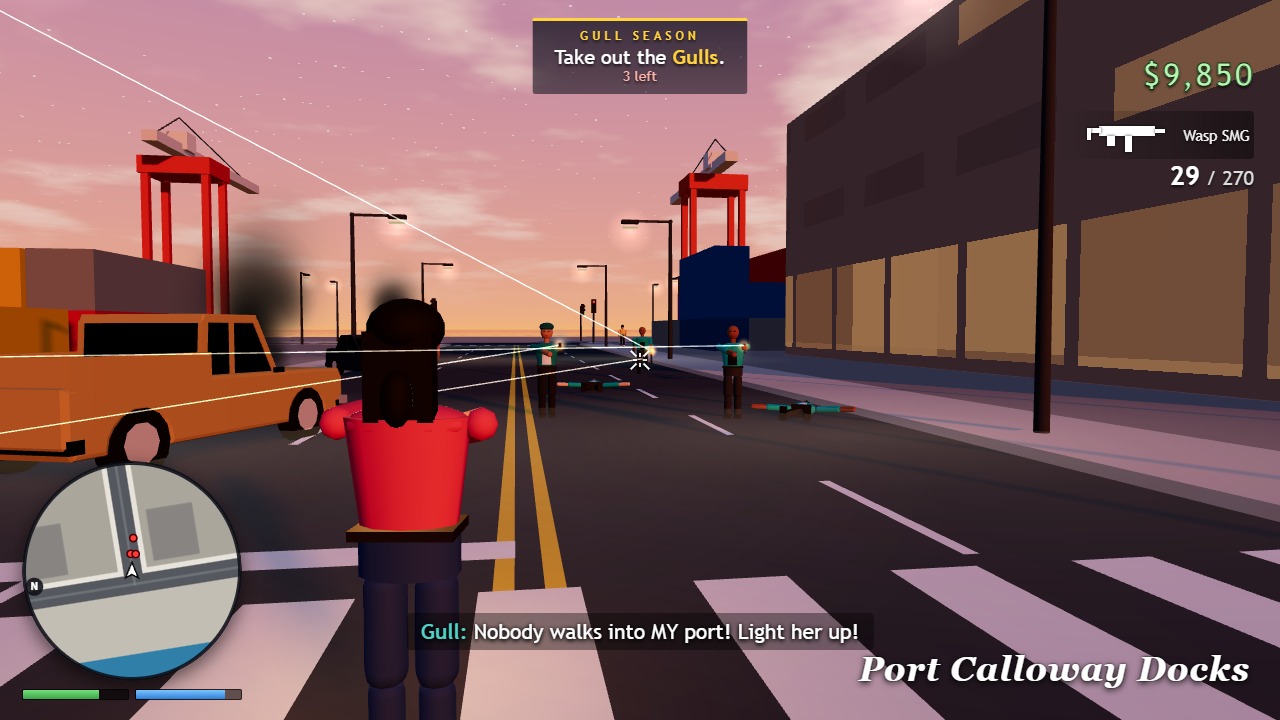 GULL SEASON
Take out the Gulls.
3 left
$9,850
Wasp SMG
29 / 270
N
Gull: Nobody walks into MY port! Light her up!
Port Calloway Docks